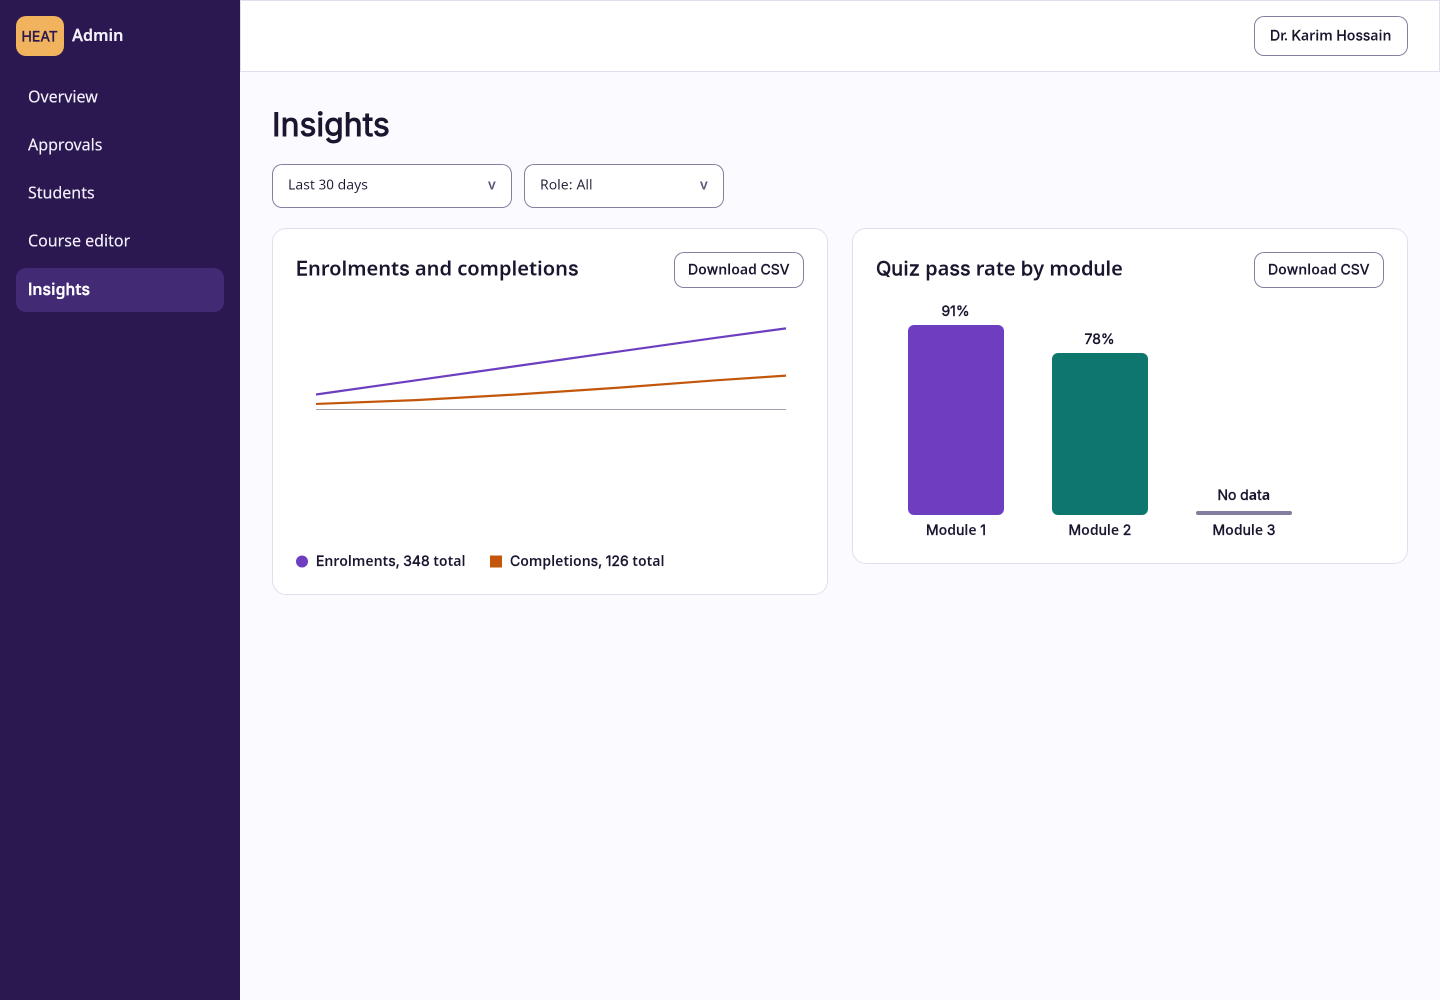 HEAT Admin
Dr. Karim Hossain
Overview
Approvals
Students
Course editor
Insights
Insights
Last 30 days v
Role: All v
Enrolments and completions
Download CSV
Enrolments, 348 total
Completions, 126 total
Quiz pass rate by module
Download CSV
91%
78%
No data
Module 1
Module 2
Module 3